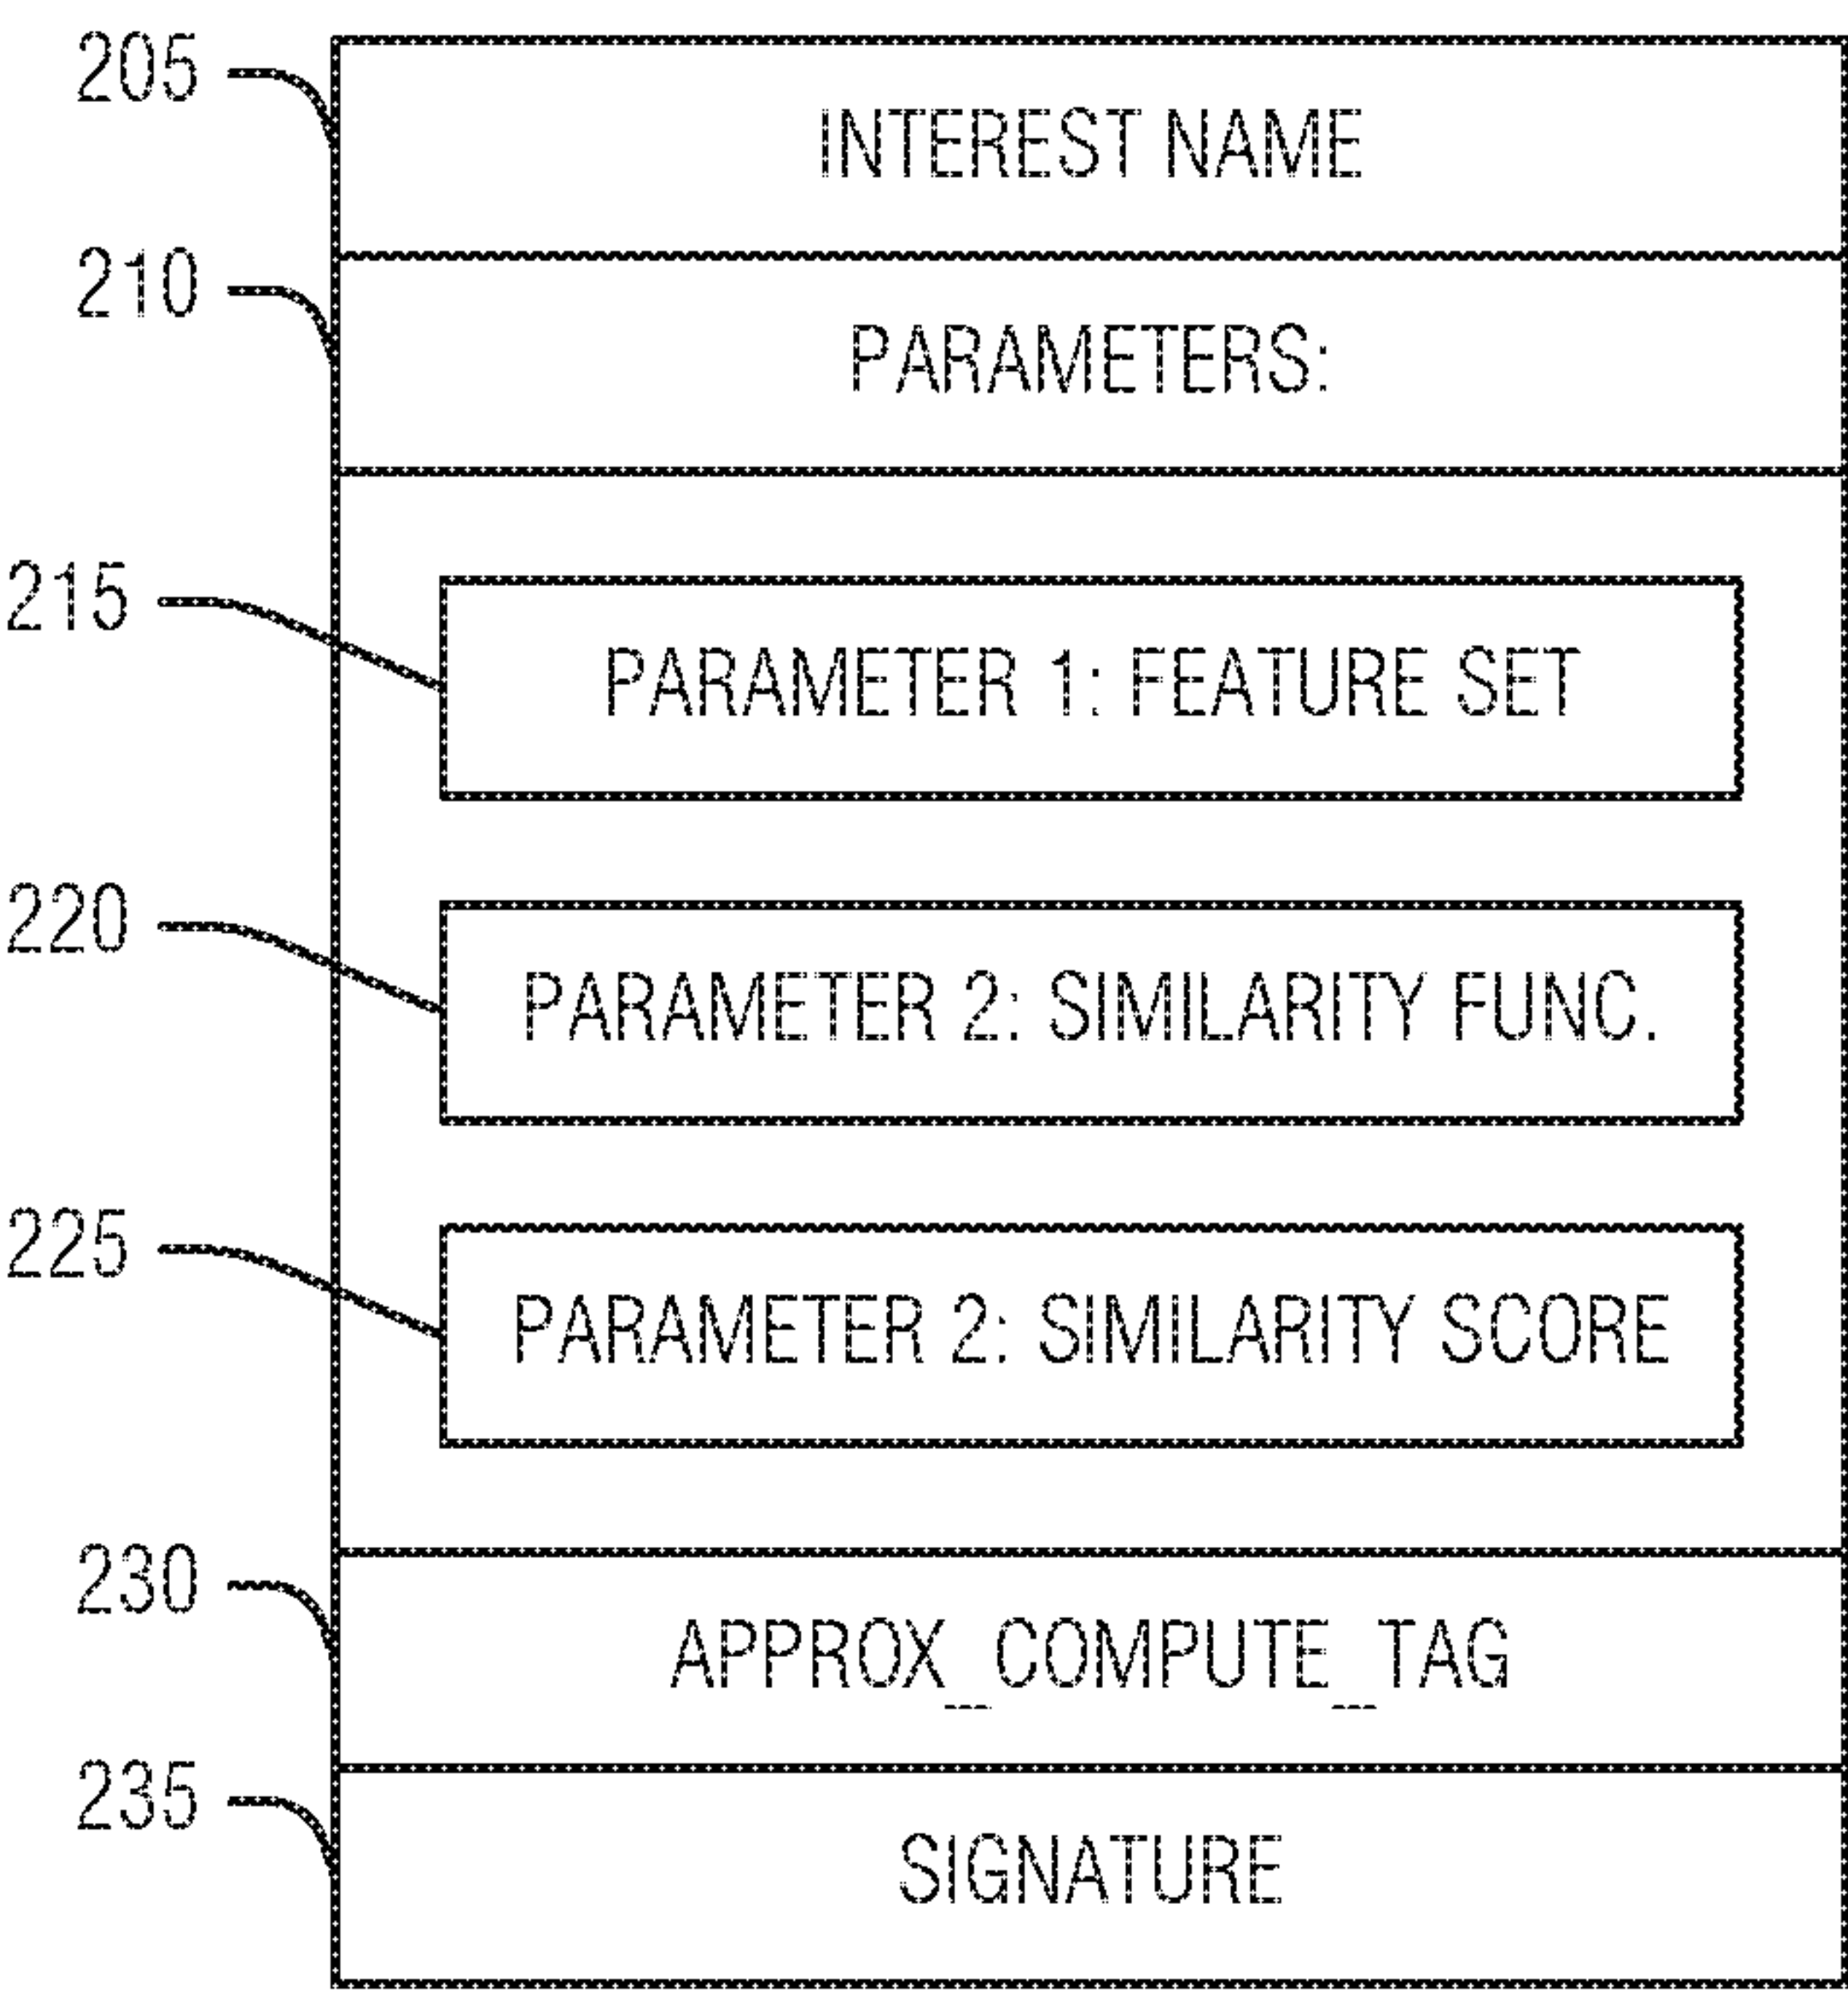 205
INTEREST NAME
210
PARAMETERS:
215
PARAMETER 1: FEATURE SET
220
PARAMETER 2: SIMILARITY FUNC.
225
PARAMETER 2: SIMILARITY SCORE
230
APPROX_COMPUTE_TAG
235
SIGNATURE